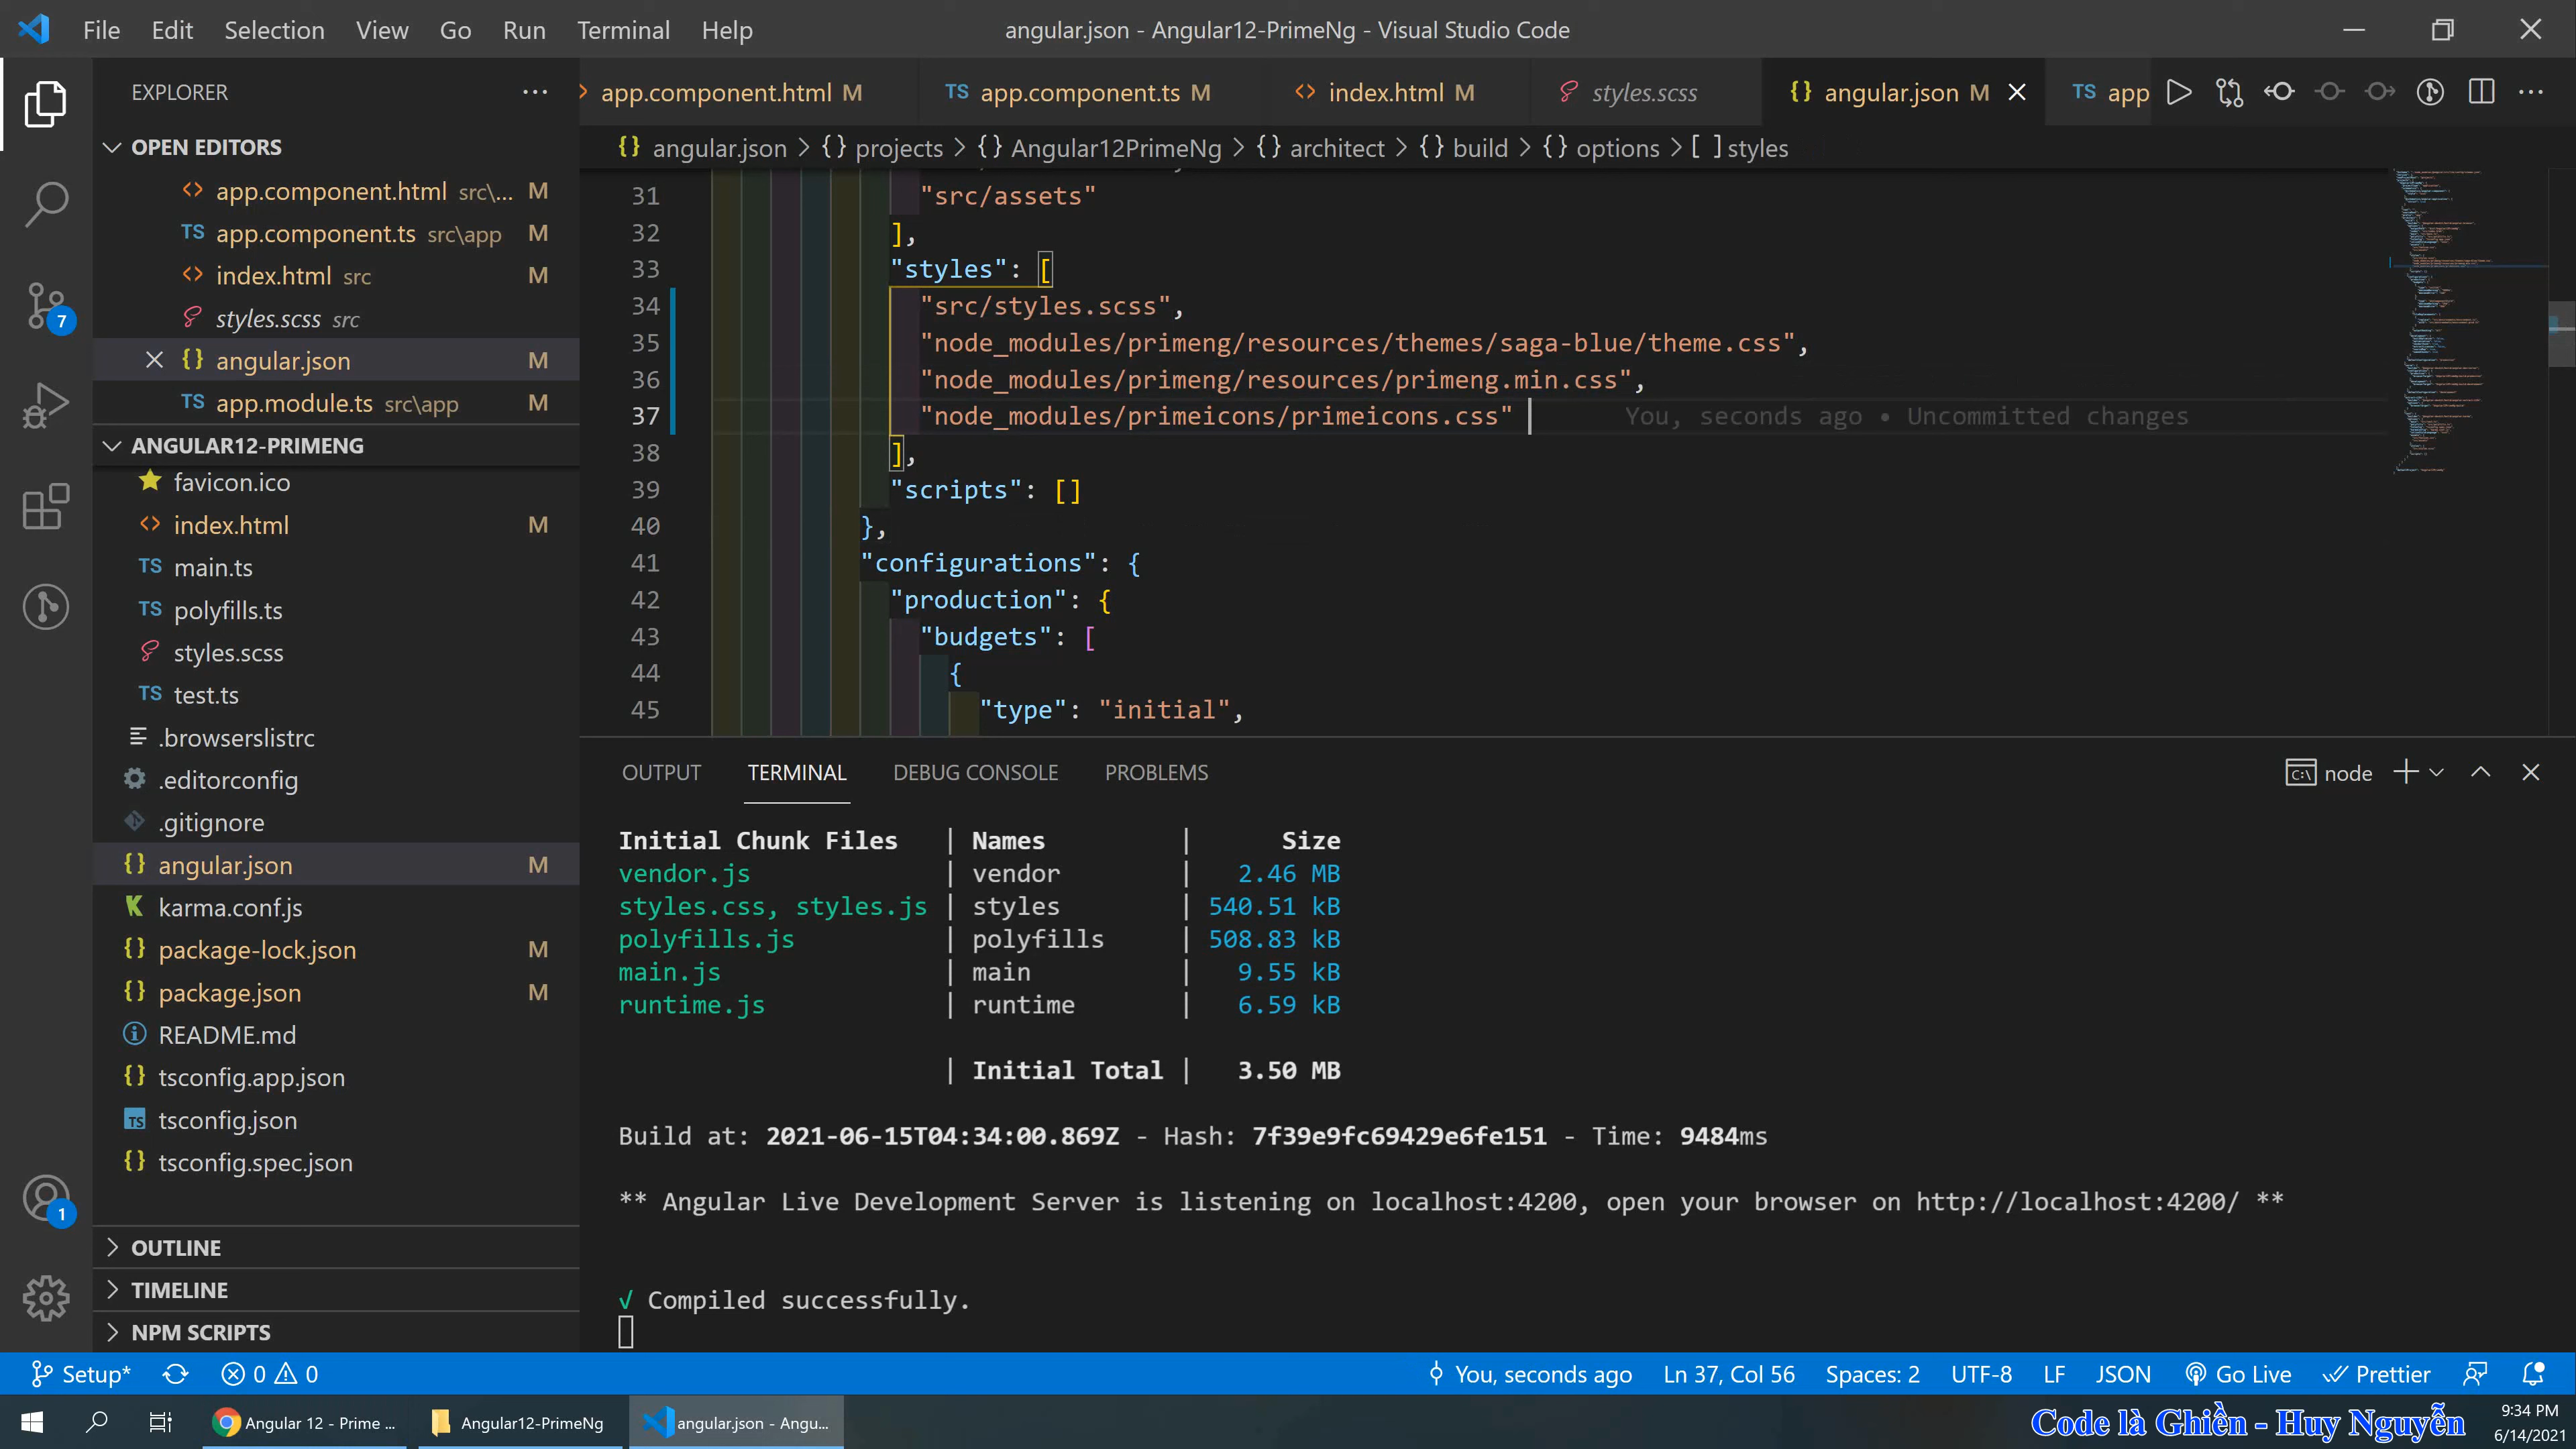 File Edit Selection View Go Run Terminal Help
angular.json - Angular12-PrimeNg - Visual Studio Code
EXPLORER
OPEN EDITORS
app.component.html src\... M
TS app.component.ts src\app M
index.html src M
styles.scss src
{} angular.json M
TS app.module.ts src\app M
ANGULAR12-PRIMENG
favicon.ico
index.html M
TS main.ts
TS polyfills.ts
styles.scss
TS test.ts
.browserslistrc
.editorconfig
.gitignore
{} angular.json M
karma.conf.js
{} package-lock.json M
{} package.json M
README.md
{} tsconfig.app.json
TS tsconfig.json
{} tsconfig.spec.json
OUTLINE
TIMELINE
NPM SCRIPTS
7
1
app.component.html M TS app.component.ts M index.html M styles.scss {} angular.json M TS app
{} angular.json > {} projects > {} Angular12PrimeNg > {} architect > {} build > {} options > [ ] styles
31 "src/assets"
32 ],
33 "styles": [
34 "src/styles.scss",
35 "node_modules/primeng/resources/themes/saga-blue/theme.css",
36 "node_modules/primeng/resources/primeng.min.css",
37 "node_modules/primeicons/primeicons.css" You, seconds ago • Uncommitted changes
38 ],
39 "scripts": []
40 },
41 "configurations": {
42 "production": {
43 "budgets": [
44 {
45 "type": "initial",
OUTPUT TERMINAL DEBUG CONSOLE PROBLEMS
node
Initial Chunk Files | Names | Size
vendor.js | vendor | 2.46 MB
styles.css, styles.js | styles | 540.51 kB
polyfills.js | polyfills | 508.83 kB
main.js | main | 9.55 kB
runtime.js | runtime | 6.59 kB
| Initial Total | 3.50 MB
Build at: 2021-06-15T04:34:00.869Z - Hash: 7f39e9fc69429e6fe151 - Time: 9484ms
** Angular Live Development Server is listening on localhost:4200, open your browser on http://localhost:4200/ **
√ Compiled successfully.
Setup* 0 0 You, seconds ago Ln 37, Col 56 Spaces: 2 UTF-8 LF JSON Go Live Prettier
Angular 12 - Prime ... Angular12-PrimeNg angular.json - Angu...
Code là Ghiền - Huy Nguyễn
9:34 PM
6/14/2021